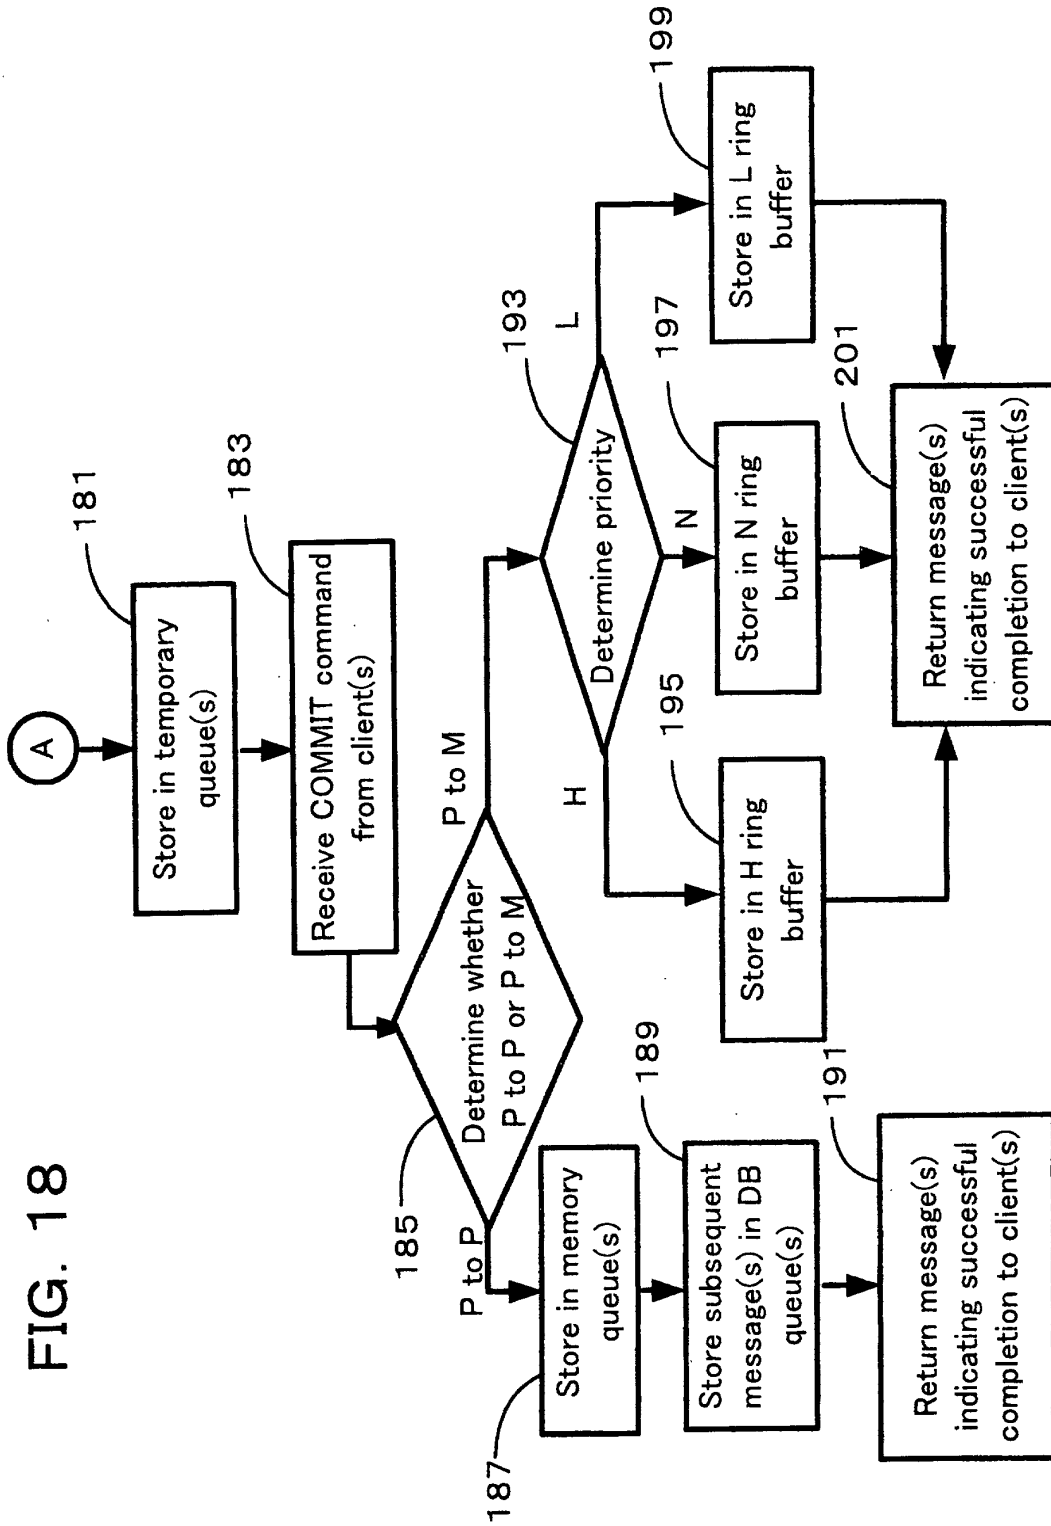 FIG. 18
A
181
Store in temporary
queue(s)
183
Receive COMMIT command
from client(s)
185
Determine whether
P to P or P to M
P to P
P to M
187
Store in memory
queue(s)
189
Store subsequent
message(s) in DB
queue(s)
191
Return message(s)
indicating successful
completion to client(s)
193
Determine priority
H
N
L
195
Store in H ring
buffer
197
Store in N ring
buffer
199
Store in L ring
buffer
201
Return message(s)
indicating successful
completion to client(s)